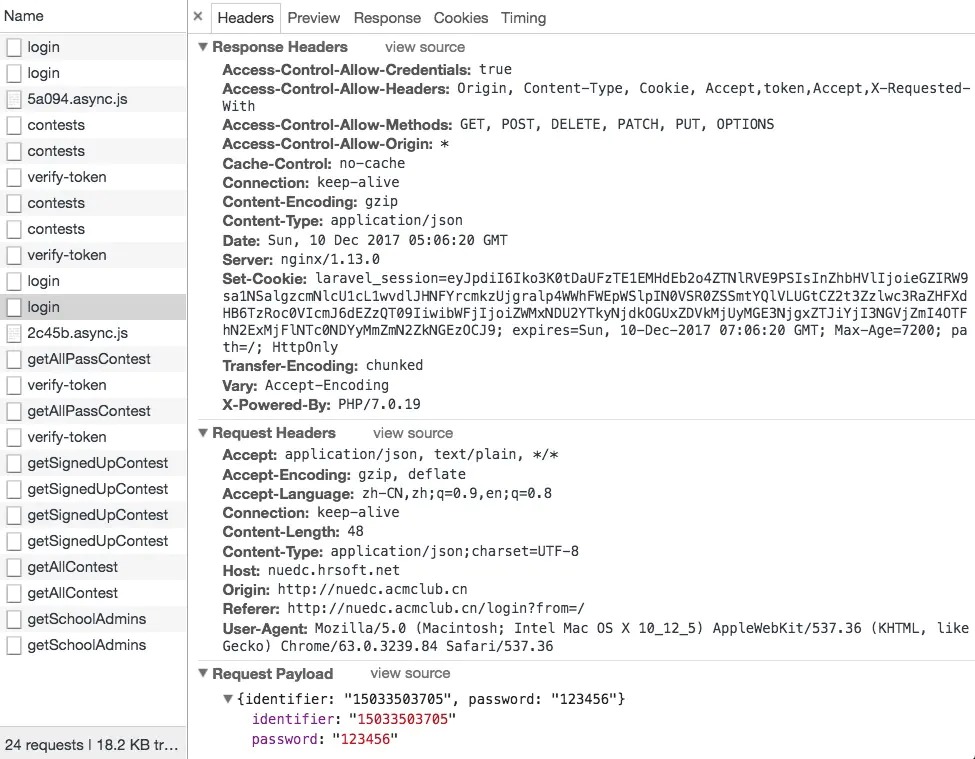 Name
login
login
5a094.async.js
contests
contests
verify-token
contests
contests
verify-token
login
login
2c45b.async.js
getAllPassContest
verify-token
getAllPassContest
verify-token
getSignedUpContest
getSignedUpContest
getSignedUpContest
getSignedUpContest
getAllContest
getAllContest
getSchoolAdmins
getSchoolAdmins
24 requests | 18.2 KB tr…
× Headers Preview Response Cookies Timing
▼ Response Headers view source
Access-Control-Allow-Credentials: true
Access-Control-Allow-Headers: Origin, Content-Type, Cookie, Accept,token,Accept,X-Requested-
With
Access-Control-Allow-Methods: GET, POST, DELETE, PATCH, PUT, OPTIONS
Access-Control-Allow-Origin: *
Cache-Control: no-cache
Connection: keep-alive
Content-Encoding: gzip
Content-Type: application/json
Date: Sun, 10 Dec 2017 05:06:20 GMT
Server: nginx/1.13.0
Set-Cookie: laravel_session=eyJpdiI6Iko3K0tDaUFzTE1EMHdEb2o4ZTNlRVE9PSIsInZhbHVlIjoieGZIRW9
sa1NSalgzcmNlcU1cL1wvdlJHNFYrcmkzUjgralp4WWhFWEpWSlpIN0VSR0ZSSmtYQlVLUGtCZ2t3Zzlwc3RaZHFXd
HB6TzRoc0VIcmJ6dEZzQT09IiwibWFjIjoiZWMxNDU2YTkyNjdkOGUxZDVkMjUyMGE3NjgxZTJiYjI3NGVjZmI4OTF
hN2ExMjFlNTc0NDYyMmZmN2ZkNGEzOCJ9; expires=Sun, 10-Dec-2017 07:06:20 GMT; Max-Age=7200; pa
th=/; HttpOnly
Transfer-Encoding: chunked
Vary: Accept-Encoding
X-Powered-By: PHP/7.0.19
▼ Request Headers view source
Accept: application/json, text/plain, */*
Accept-Encoding: gzip, deflate
Accept-Language: zh-CN,zh;q=0.9,en;q=0.8
Connection: keep-alive
Content-Length: 48
Content-Type: application/json;charset=UTF-8
Host: nuedc.hrsoft.net
Origin: http://nuedc.acmclub.cn
Referer: http://nuedc.acmclub.cn/login?from=/
User-Agent: Mozilla/5.0 (Macintosh; Intel Mac OS X 10_12_5) AppleWebKit/537.36 (KHTML, like
Gecko) Chrome/63.0.3239.84 Safari/537.36
▼ Request Payload view source
▼ {identifier: "15033503705", password: "123456"}
identifier: "15033503705"
password: "123456"